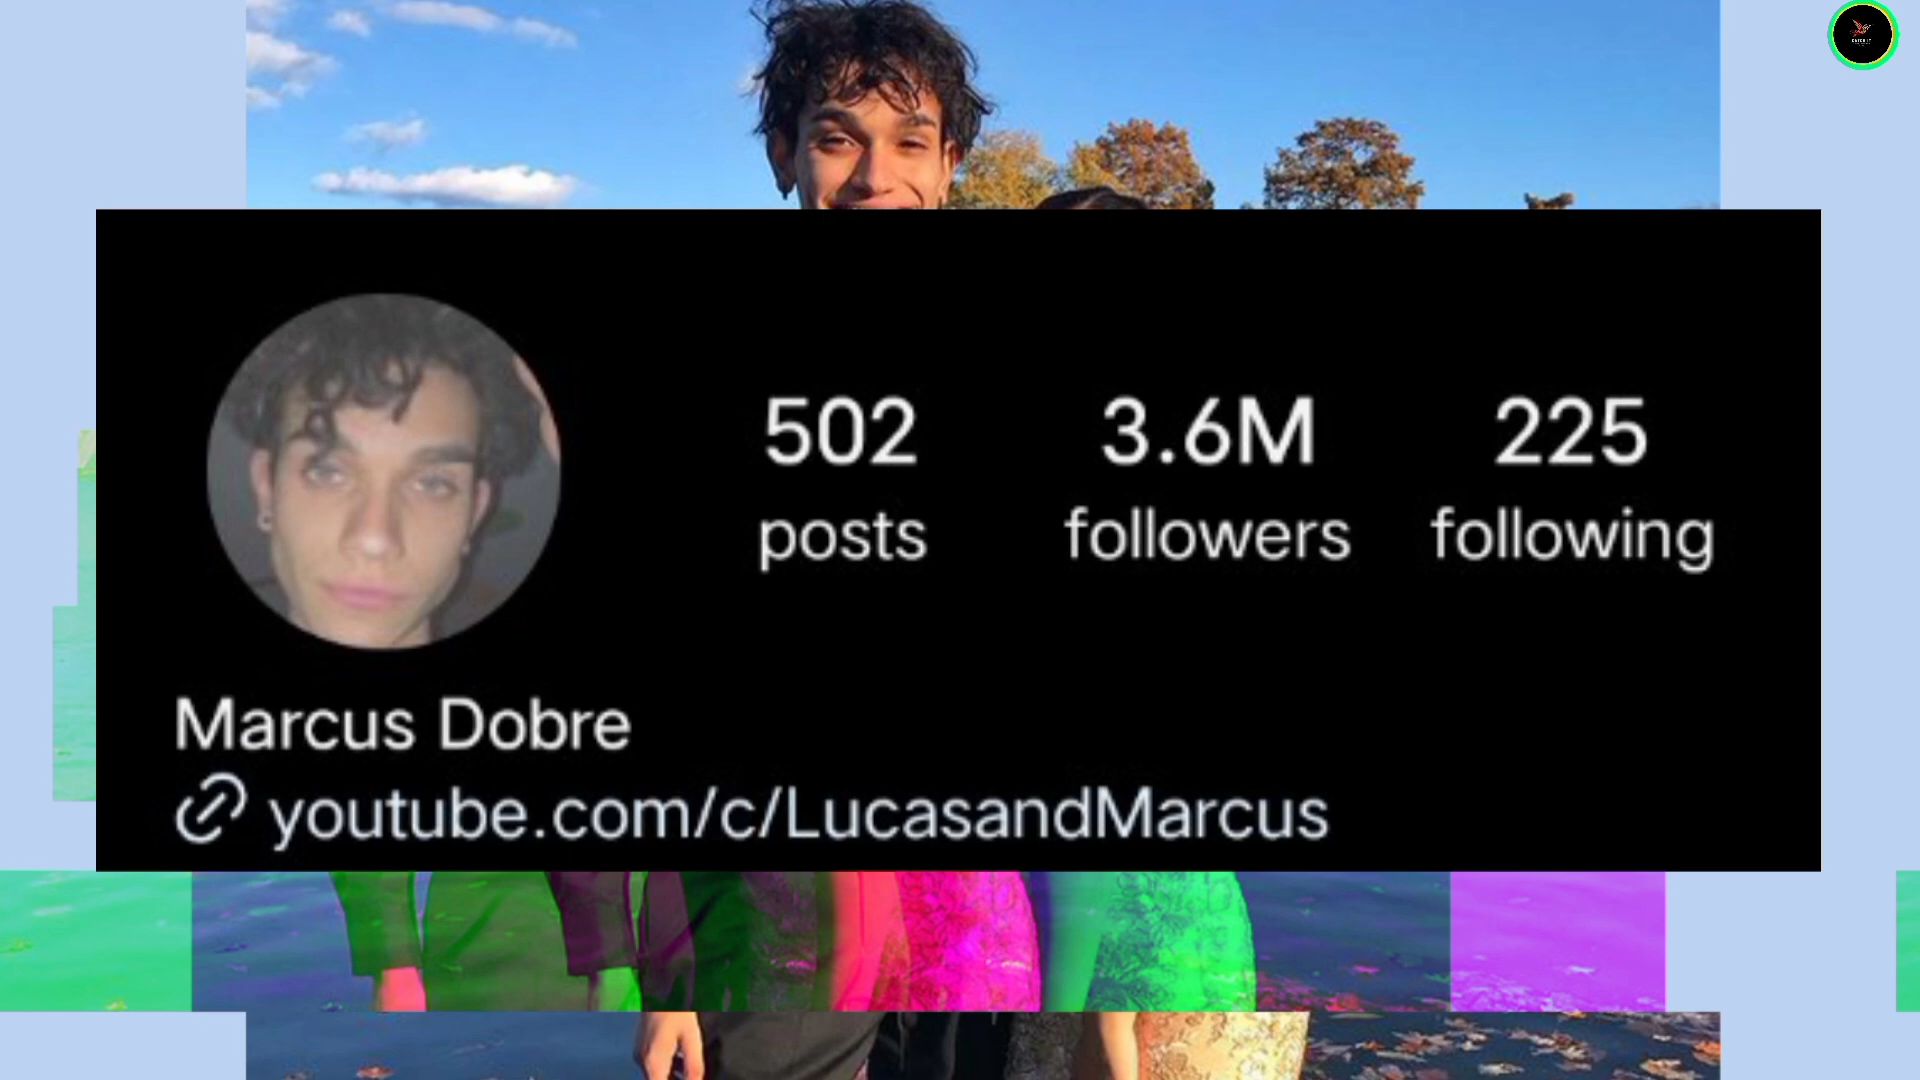 502 3.6M 225
posts followers following
Marcus Dobre
youtube.com/c/LucasandMarcus